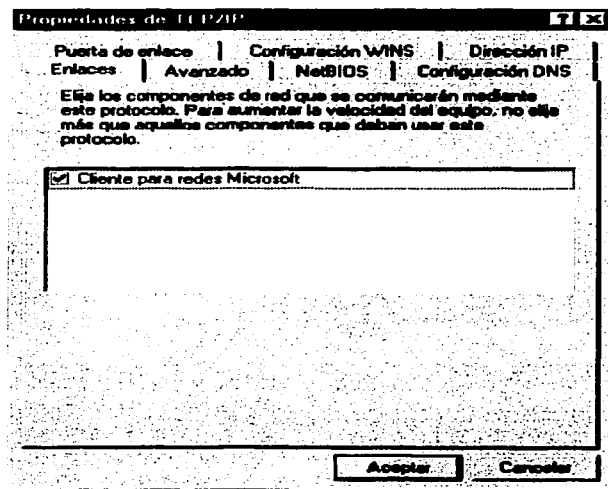 Propiedades de TCP/IP
Puerta de enlace
Configuración WINS
Dirección IP
Enlaces
Avanzado
NetBIOS
Configuración DNS
Elija los componentes de red que se comunicarán mediante
este protocolo. Para aumentar la velocidad del equipo, no elija
más que aquellos componentes que deban usar este
protocolo.
Cliente para redes Microsoft
Aceptar
Cancelar